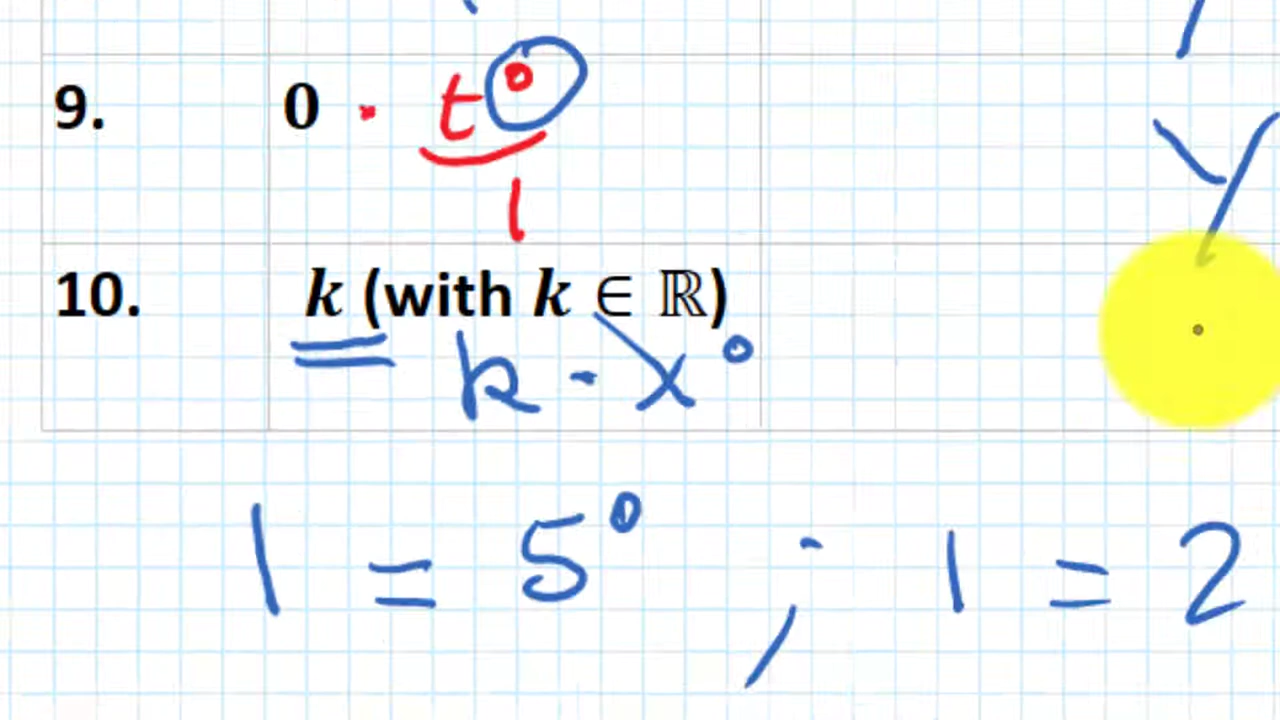 9. 0 · t⁰
1
10. k (with k ∈ ℝ)
k · x⁰
1 = 5⁰ ; 1 = 2